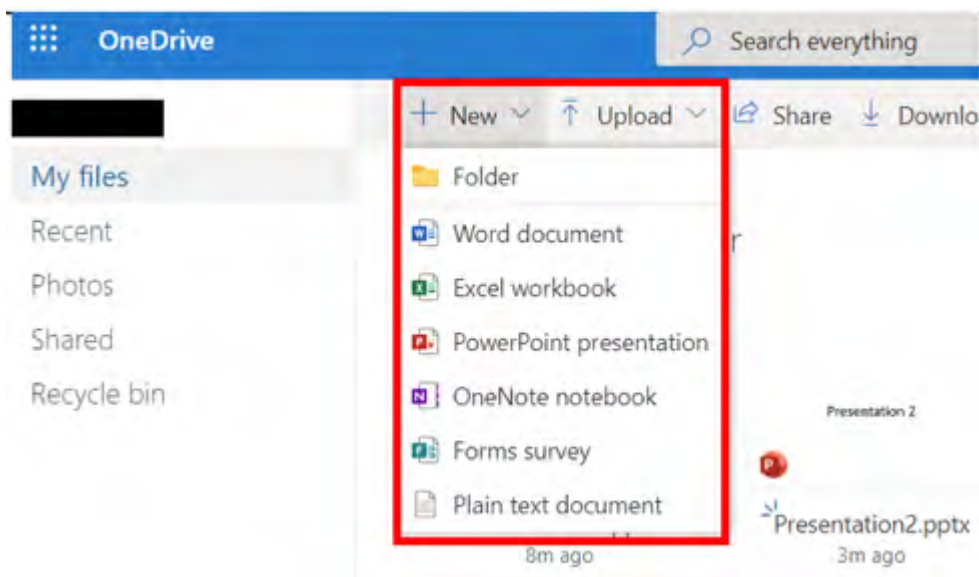 OneDrive Search everything
New Upload Share Downlo
My files
Recent
Photos
Shared
Recycle bin
Folder
Word document
Excel workbook
PowerPoint presentation
OneNote notebook
Forms survey
Plain text document
r
Presentation 2
Presentation2.pptx
8m ago
3m ago